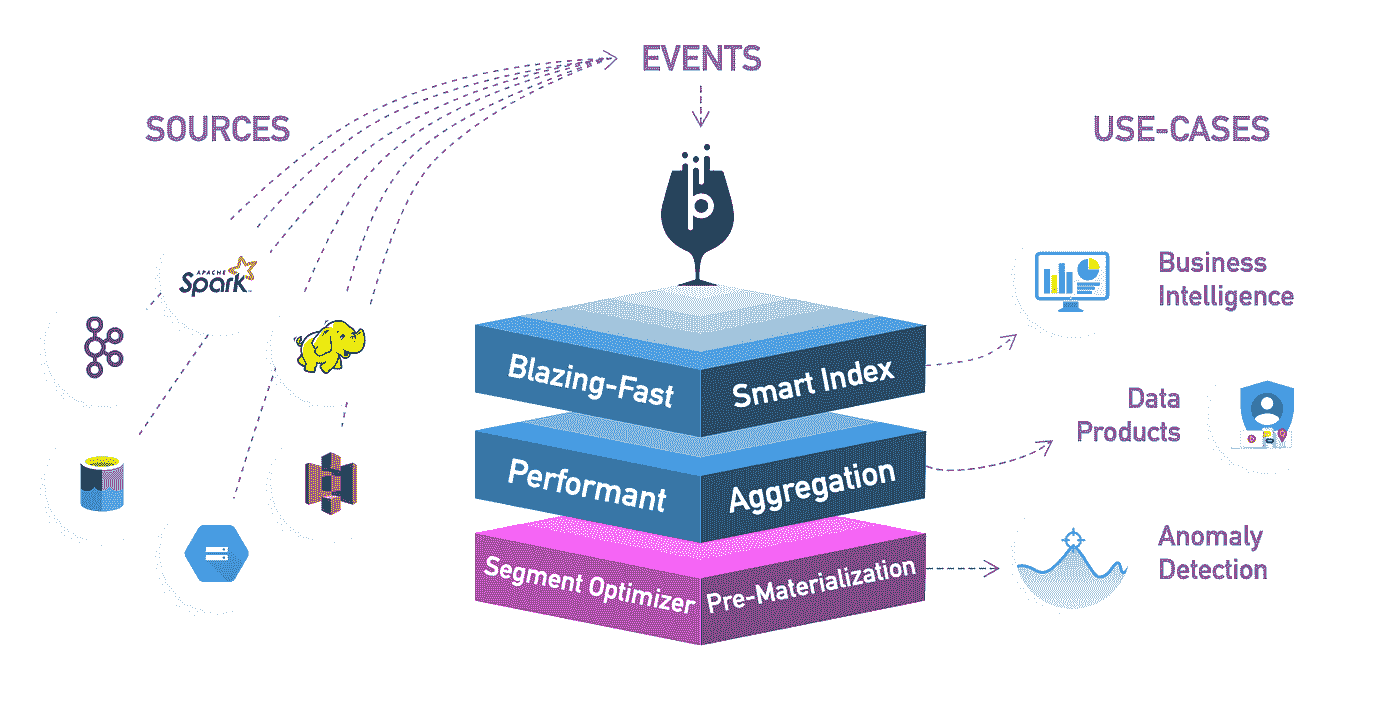 EVENTS
SOURCES
USE-CASES
APACHE
Spark
Business
Intelligence
Blazing-Fast
Smart Index
Data
Products
Performant
Aggregation
Anomaly
Detection
Segment Optimizer
Pre-Materialization